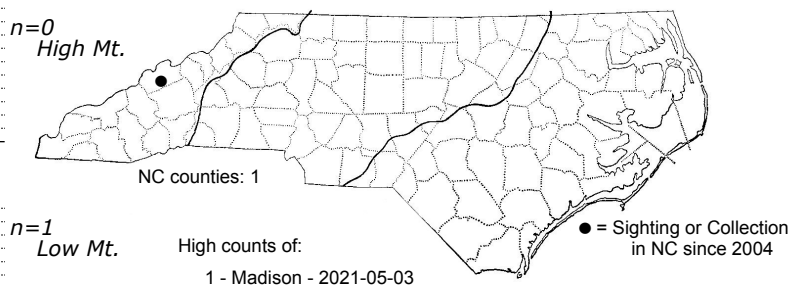 n=0
High Mt.
NC counties: 1
n=1
Low Mt.
High counts of:
1 - Madison - 2021-05-03
● = Sighting or Collection
in NC since 2004